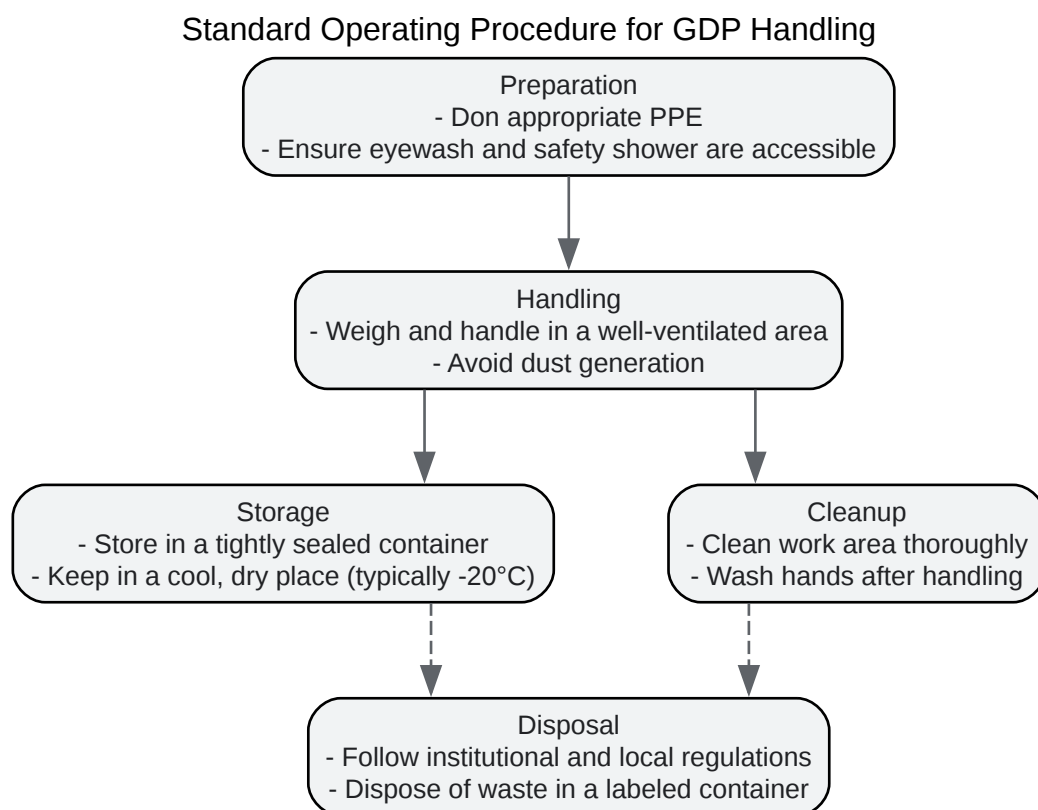 Standard Operating Procedure for GDP Handling
Preparation
- Don appropriate PPE
- Ensure eyewash and safety shower are accessible
Handling
- Weigh and handle in a well-ventilated area
- Avoid dust generation
Storage
- Store in a tightly sealed container
- Keep in a cool, dry place (typically -20°C)
Cleanup
- Clean work area thoroughly
- Wash hands after handling
Disposal
- Follow institutional and local regulations
- Dispose of waste in a labeled container